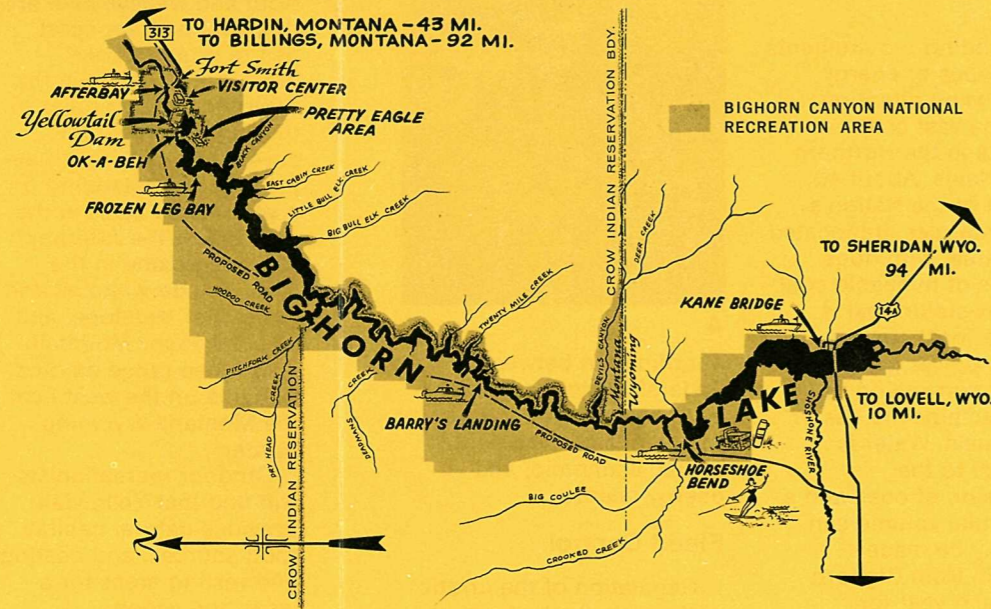 313
TO HARDIN, MONTANA - 43 MI.
TO BILLINGS, MONTANA - 92 MI.
Fort Smith
VISITOR CENTER
AFTERBAY
Yellowtail
Dam
PRETTY EAGLE
AREA
OK-A-BEH
BLACK CANYON
EAST CABIN CREEK
LITTLE BULL ELK CREEK
BIG BULL ELK CREEK
FROZEN LEG BAY
PROPOSED ROAD
HOODOO CREEK
BIGHORN
PITCHFORK CREEK
DRY HEAD
CREEK
DEADMANS
CREEK
CROW INDIAN RESERVATION
TWENTY MILE CREEK
BARRY'S LANDING
PROPOSED ROAD
CROW INDIAN RESERVATION BDY.
DEER CREEK
DEVILS CANYON
Montana
Wyoming
BIGHORN CANYON NATIONAL
RECREATION AREA
TO SHERIDAN, WYO.
94 MI.
14A
KANE BRIDGE
LAKE
TO LOVELL, WYO.
10 MI.
SHOSHONE RIVER
HORSESHOE
BEND
BIG COULEE
CROOKED CREEK
N